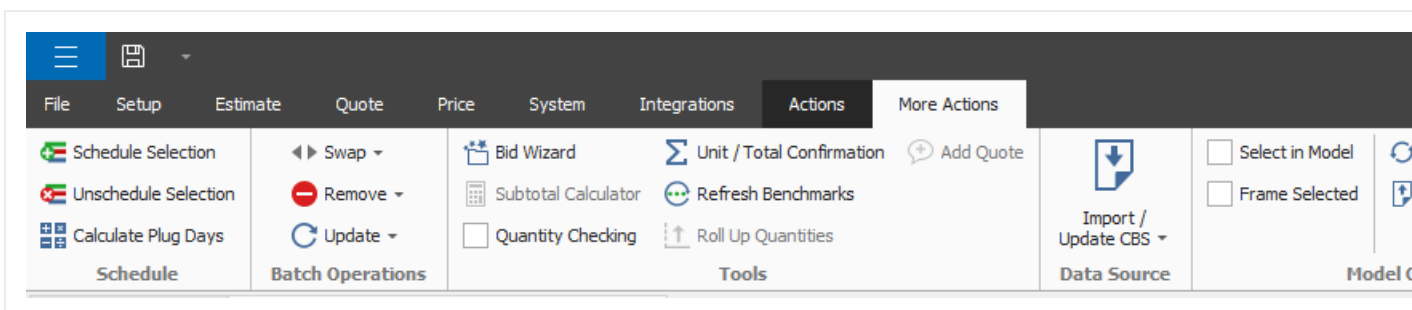 File Setup Estimate Quote Price System Integrations Actions More Actions
Schedule Selection
Unschedule Selection
Calculate Plug Days
Schedule
Swap
Remove
Update
Batch Operations
Bid Wizard
Subtotal Calculator
Quantity Checking
Unit / Total Confirmation
Refresh Benchmarks
Roll Up Quantities
Add Quote
Tools
Import /
Update CBS
Data Source
Select in Model
Frame Selected